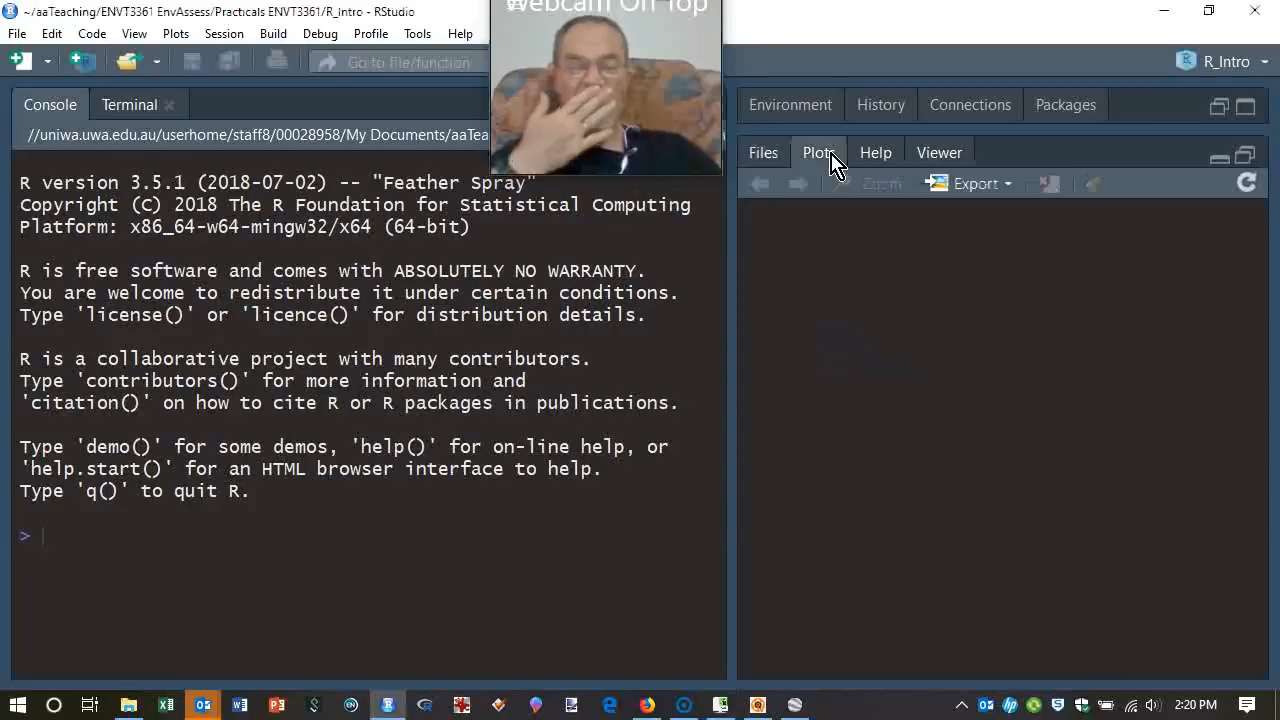 ~/aaTeaching/ENVT3361 EnvAssess/Practicals ENVT3361/R_Intro - RStudio
Webcam On Top
File Edit Code View Plots Session Build Debug Profile Tools Help
Go to file/function
R_Intro
Console Terminal
Environment History Connections Packages
//uniwa.uwa.edu.au/userhome/staff8/00028958/My Documents/aaTea
Files Plots Help Viewer
Zoom Export
R version 3.5.1 (2018-07-02) -- "Feather Spray"
Copyright (C) 2018 The R Foundation for Statistical Computing
Platform: x86_64-w64-mingw32/x64 (64-bit)
R is free software and comes with ABSOLUTELY NO WARRANTY.
You are welcome to redistribute it under certain conditions.
Type 'license()' or 'licence()' for distribution details.
R is a collaborative project with many contributors.
Type 'contributors()' for more information and
'citation()' on how to cite R or R packages in publications.
Type 'demo()' for some demos, 'help()' for on-line help, or
'help.start()' for an HTML browser interface to help.
Type 'q()' to quit R.
>
2:20 PM